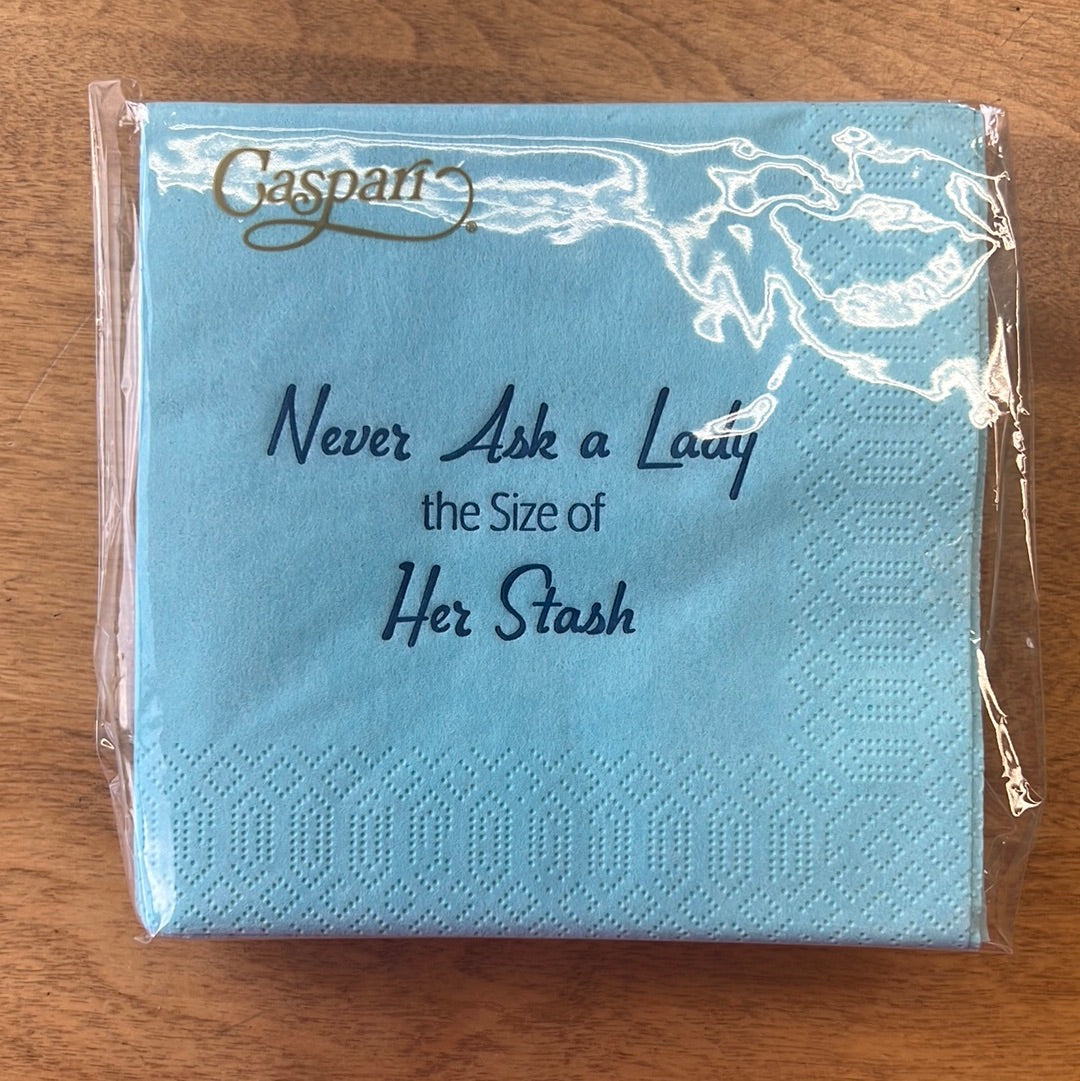 Caspari®
Never Ask a Lady
the Size of
Her Stash